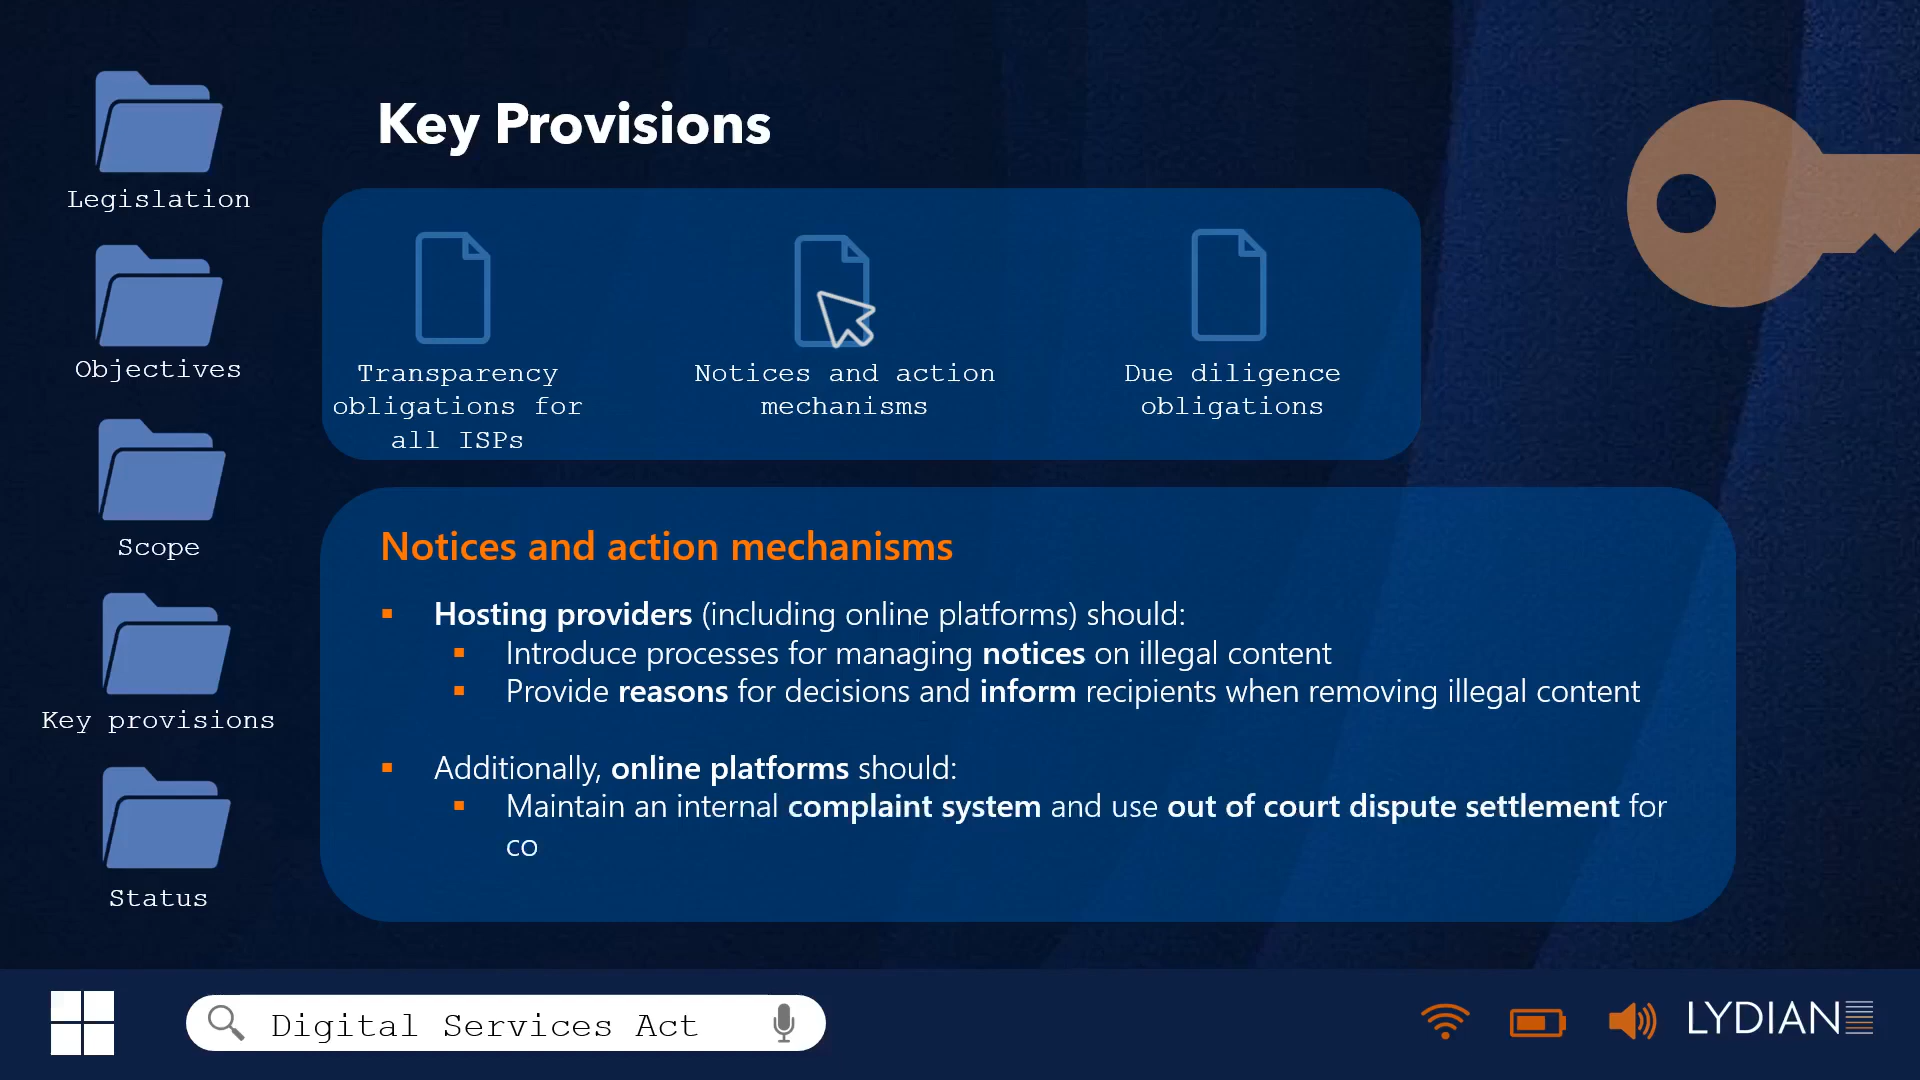 Key Provisions
Legislation
Objectives
Scope
Key provisions
Status
Transparency
obligations for
all ISPs
Notices and action
mechanisms
Due diligence
obligations
Notices and action mechanisms
Hosting providers (including online platforms) should:
Introduce processes for managing notices on illegal content
Provide reasons for decisions and inform recipients when removing illegal content
Additionally, online platforms should:
Maintain an internal complaint system and use out of court dispute settlement for
co
Digital Services Act
LYDIAN